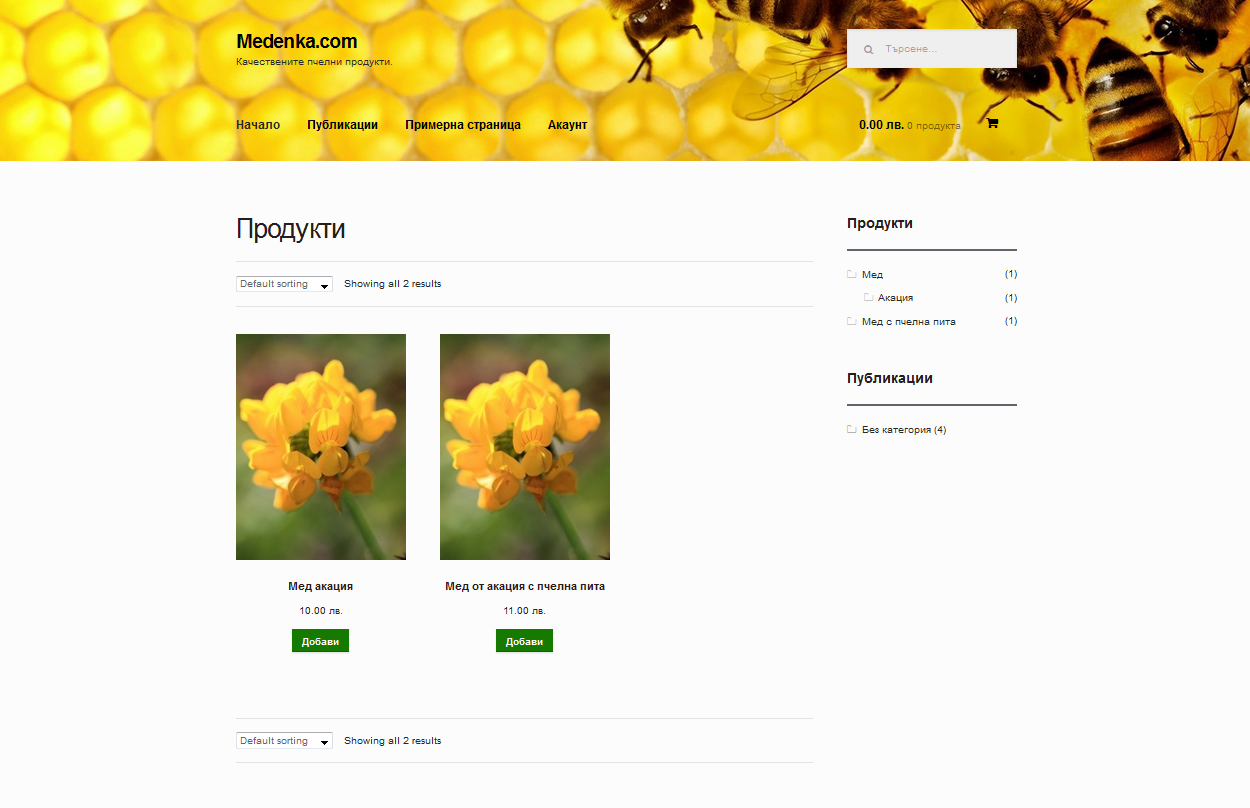 Medenka.com
Качествените пчелни продукти.
Търсене...
Начало Публикации Примерна страница Акаунт
0.00 лв. 0 продукта
Продукти
Default sorting Showing all 2 results
Мед акация
10.00 лв.
Добави
Мед от акация с пчелна пита
11.00 лв.
Добави
Default sorting Showing all 2 results
Продукти
Мед (1)
Акация (1)
Мед с пчелна пита (1)
Публикации
Без категория (4)